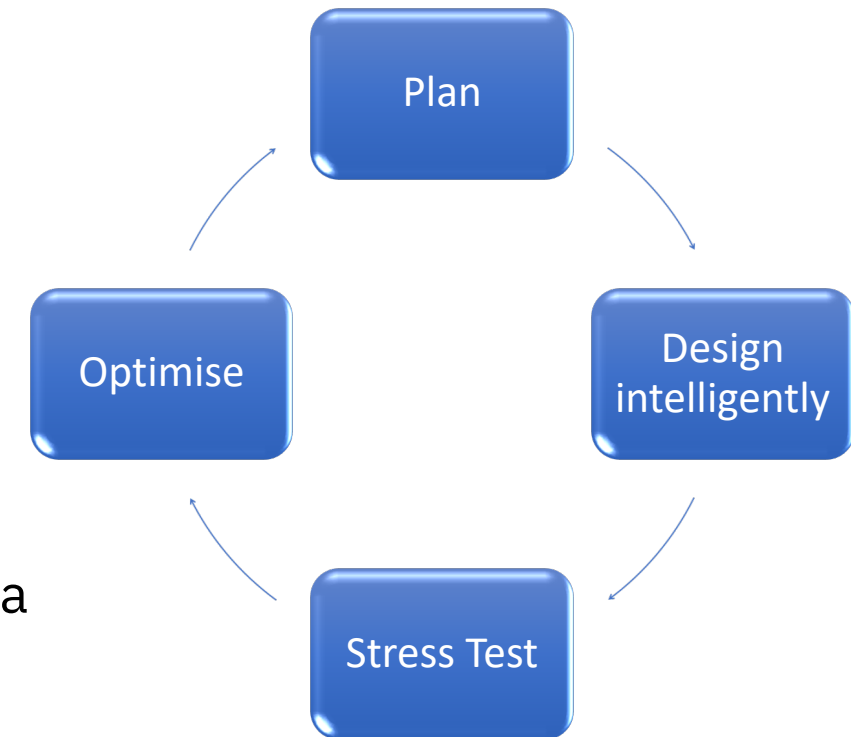 Plan
Design
intelligently
Optimise
a
Stress Test